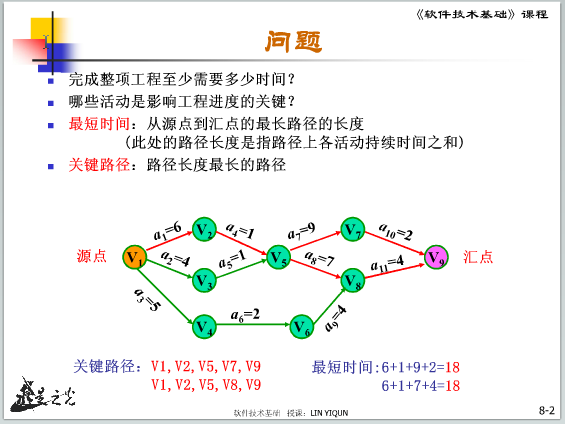 《软件技术基础》课程
问题
完成整项工程至少需要多少时间?
哪些活动是影响工程进度的关键?
最短时间:从源点到汇点的最长路径的长度
(此处的路径长度是指路径上各活动持续时间之和)
关键路径:路径长度最长的路径
a1=6
V2
a4=1
a7=9
V7
a10=2
源点
V1
a2=4
V3
a5=1
V5
a8=7
V8
a11=4
V9
汇点
a3=5
V4
a6=2
V6
a9=4
关键路径:V1,V2,V5,V7,V9
V1,V2,V5,V8,V9
最短时间:6+1+9+2=18
6+1+7+4=18
软件技术基础 授课:LIN YIQUN
8-2